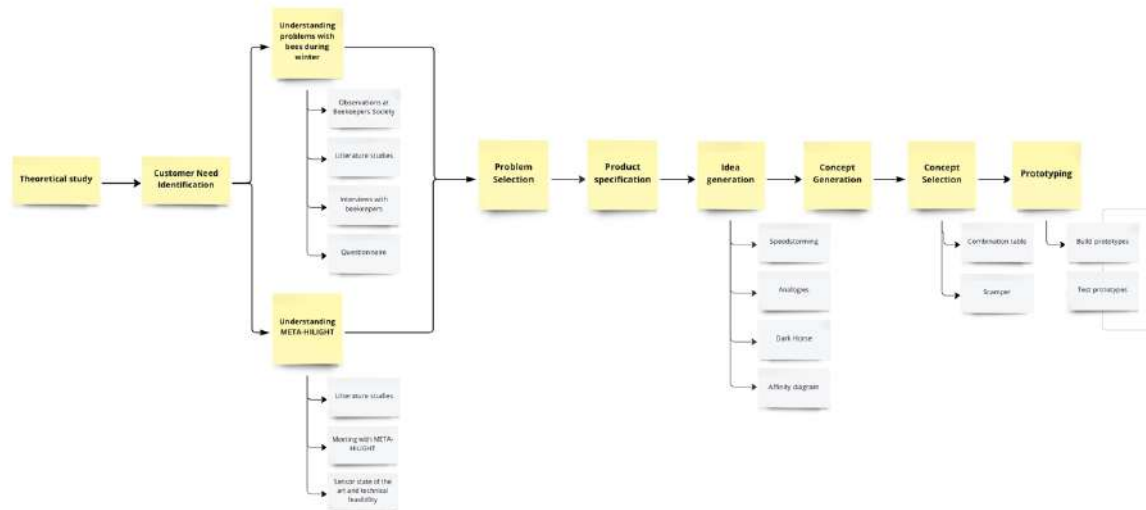 Theoretical study
Customer Need
Identification
Understanding
problems with
bees during
winter
Observations at
Beekeepers Society
Litterature studies
Interviews with
beekeepers
Questionnaire
Understanding
META-HILIGHT
Litterature studies
Meeting with META-
HILIGHT
Sensor state of the
art and technical
feasibility
Problem
Selection
Product
specification
Idea
generation
Speedstorming
Analogies
Dark Horse
Affinity diagram
Concept
Generation
Concept
Selection
Combination table
Scamper
Prototyping
Build prototypes
Test prototypes